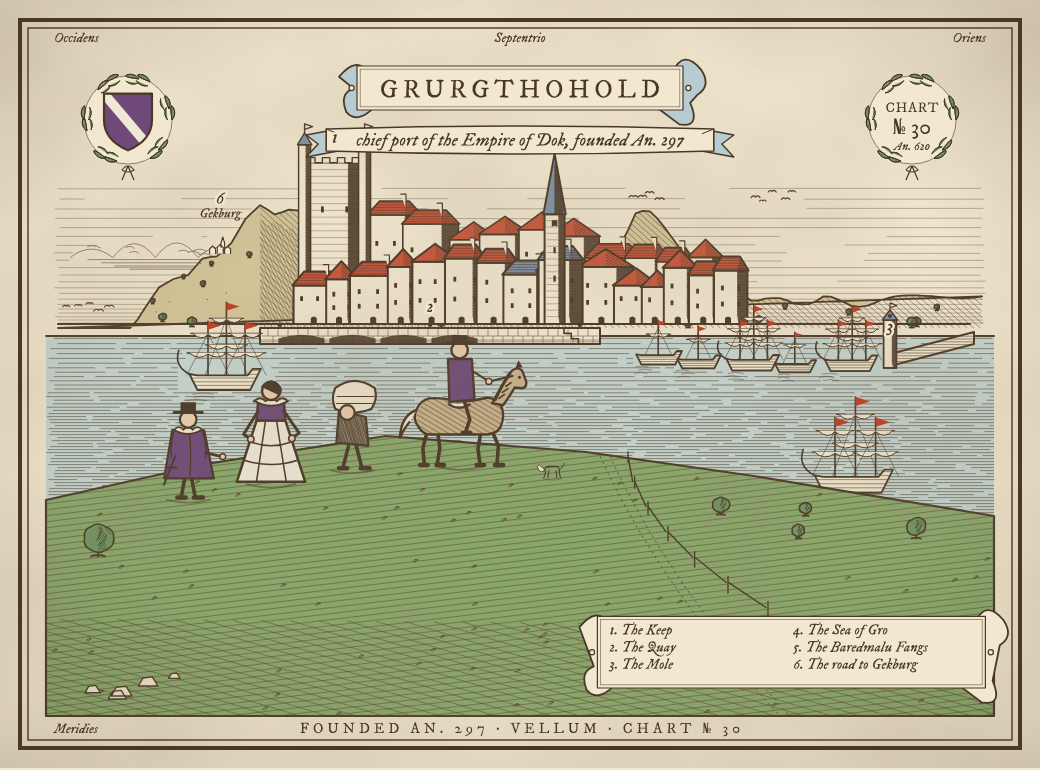 Occidens
Septentrio
Oriens
GRURGTHOHOLD
CHART
№ 30
An. 620
1 chief port of the Empire of Dok, founded An. 297
6
Gekburg
2
3
1. The Keep
2. The Quay
3. The Mole
4. The Sea of Gro
5. The Baredmalu Fangs
6. The road to Gekburg
Meridies
FOUNDED AN. 297 · VELLUM · CHART № 30